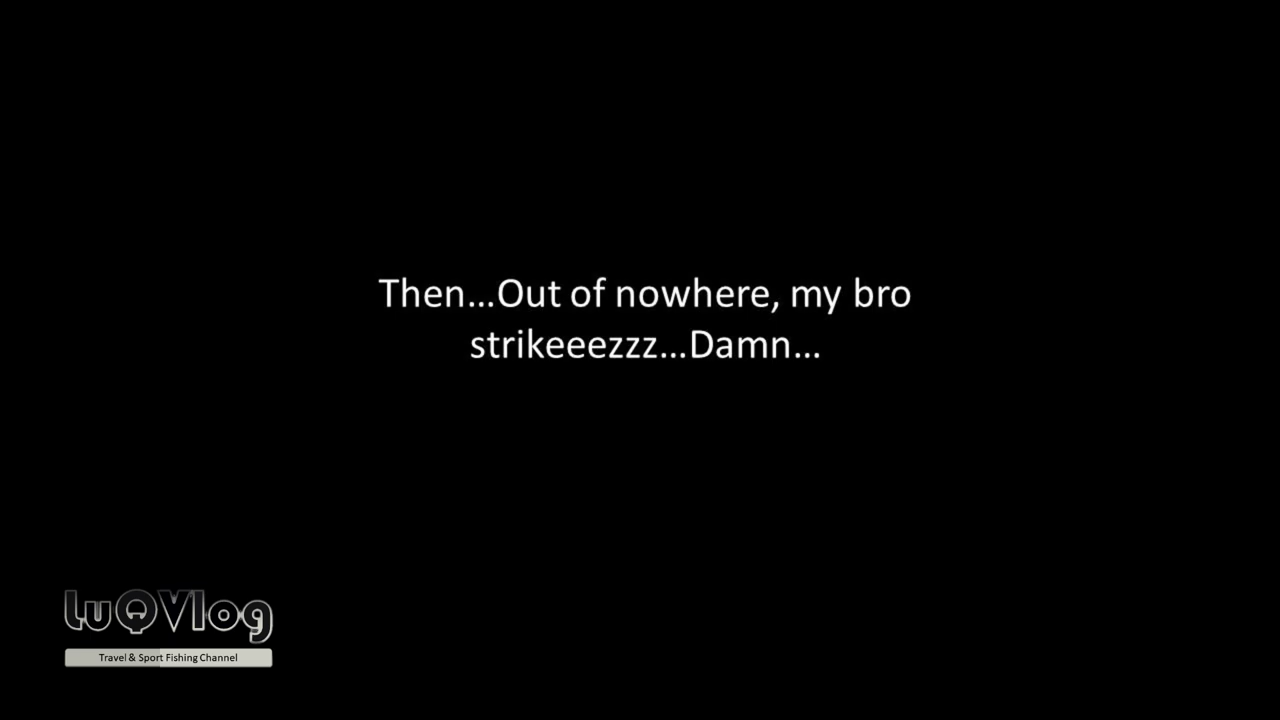 Then...Out of nowhere, my bro
strikeeezzz...Damn...
LuQVlog
Travel & Sport Fishing Channel